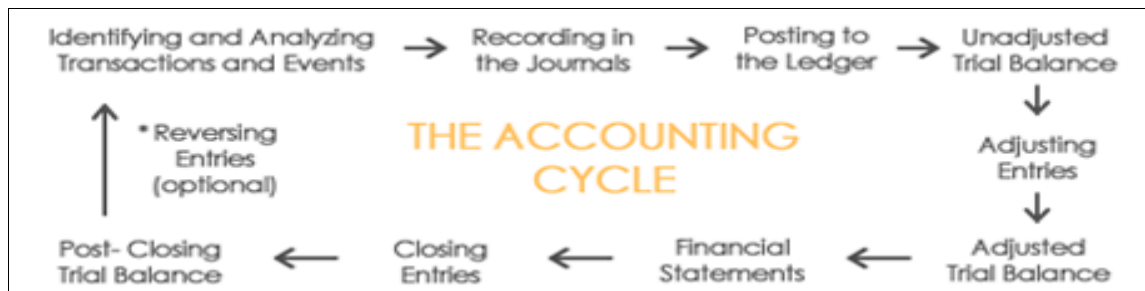 Identifying and Analyzing
Transactions and Events
Recording in
the Journals
Posting to
the Ledger
Unadjusted
Trial Balance
* Reversing
Entries
(optional)
THE ACCOUNTING
CYCLE
Adjusting
Entries
Post- Closing
Trial Balance
Closing
Entries
Financial
Statements
Adjusted
Trial Balance